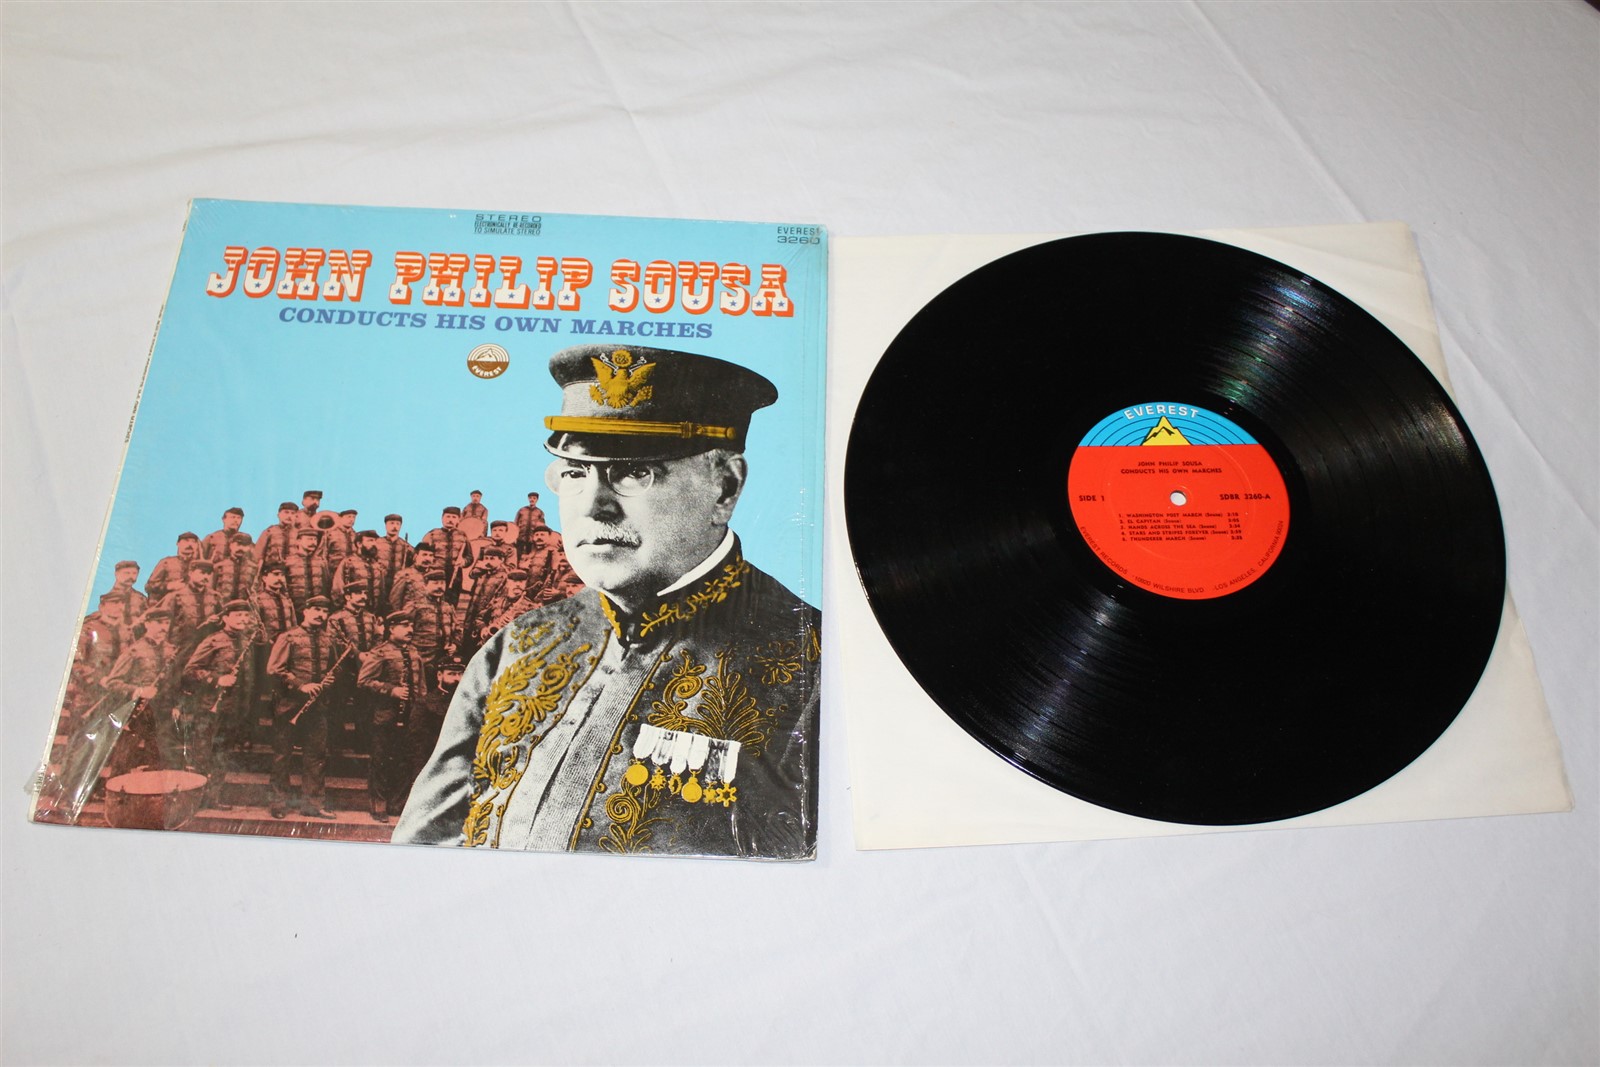 STEREO
ELECTRONICALLY RE-RECORDED
TO SIMULATE STEREO
EVEREST
3260
JOHN PHILIP SOUSA
CONDUCTS HIS OWN MARCHES
EVEREST
EVEREST
JOHN PHILIP SOUSA
CONDUCTS HIS OWN MARCHES
SIDE 1
SDBR 3260-A
1. WASHINGTON POST MARCH (Sousa)
2. EL CAPITAN (Sousa)
3. HANDS ACROSS THE SEA (Sousa)
4. STARS AND STRIPES FOREVER (Sousa)
5. THUNDERER MARCH (Sousa)
EVEREST RECORDS · 10920 WILSHIRE BLVD. · LOS ANGELES, CALIFORNIA 90024